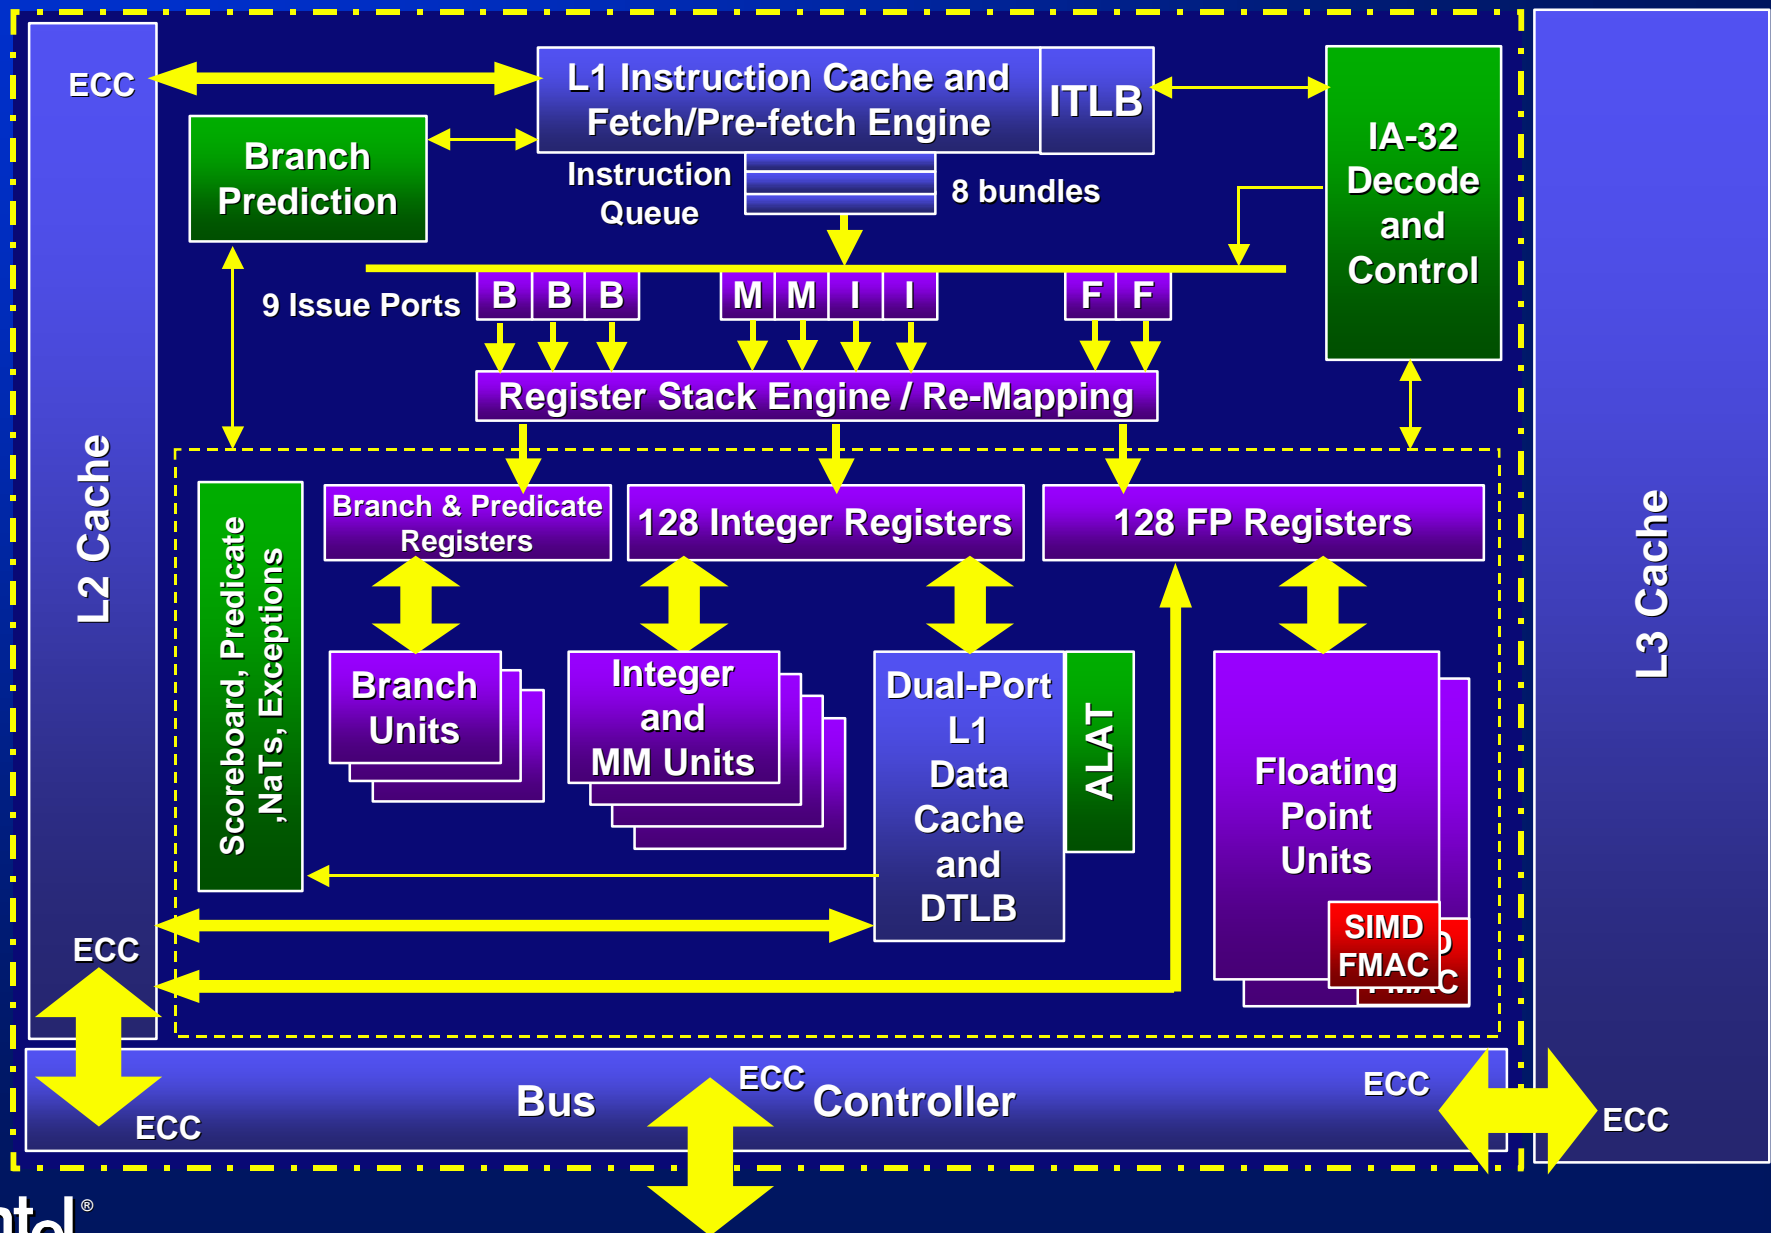 ECC
L1 Instruction Cache and
Fetch/Pre-fetch Engine
ITLB
IA-32
Decode
and
Control
Branch
Prediction
Instruction
Queue
8 bundles
9 Issue Ports
B B B M M I I F F
Register Stack Engine / Re-Mapping
L2 Cache
L3 Cache
Scoreboard, Predicate
,NaTs, Exceptions
Branch & Predicate
Registers
128 Integer Registers
128 FP Registers
Branch
Units
Integer
and
MM Units
Dual-Port
L1
Data
Cache
and
DTLB
ALAT
Floating
Point
Units
SIMD
FMAC
ECC
Bus
ECC
Controller
ECC
ECC
ECC